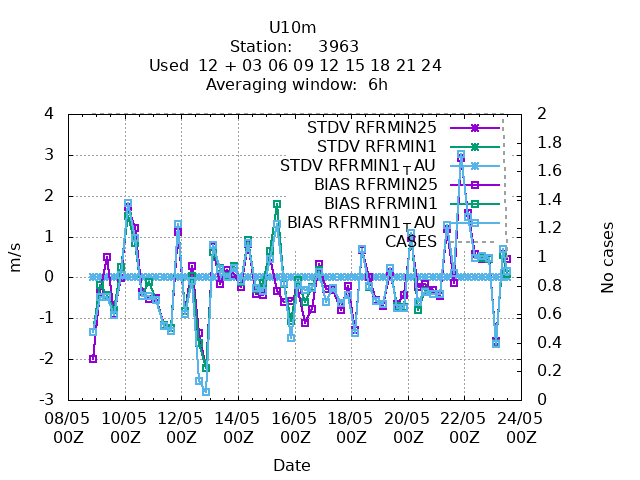 U10m
Station: 3963
Used 12 + 03 06 09 12 15 18 21 24
Averaging window: 6h
STDV RFRMIN25
STDV RFRMIN1
STDV RFRMIN1_AU
BIAS RFRMIN25
BIAS RFRMIN1
BIAS RFRMIN1_AU
CASES
4
3
2
1
0
-1
-2
-3
m/s
2
1.8
1.6
1.4
1.2
1
0.8
0.6
0.4
0.2
0
No cases
08/05 10/05 12/05 14/05 16/05 18/05 20/05 22/05 24/05
00Z 00Z 00Z 00Z 00Z 00Z 00Z 00Z 00Z
Date